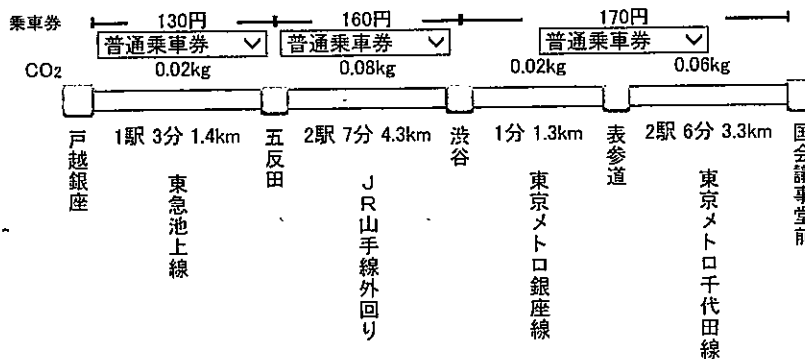 乗車券 130円 160円 170円
普通乗車券 普通乗車券 普通乗車券
CO2 0.02kg 0.08kg 0.02kg 0.06kg
1駅 3分 1.4km 2駅 7分 4.3km 1分 1.3km 2駅 6分 3.3km
戸越銀座
五反田
渋谷
表参道
国会議事堂前
東急池上線
JR山手線外回り
東京メトロ銀座線
東京メトロ千代田線